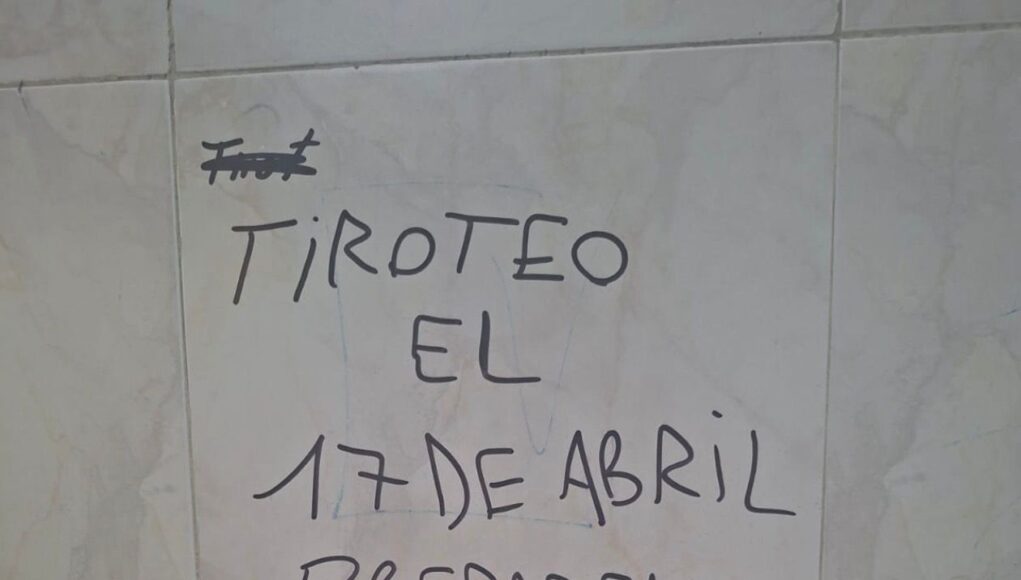 TIROTEO
EL
17 DE ABRIL